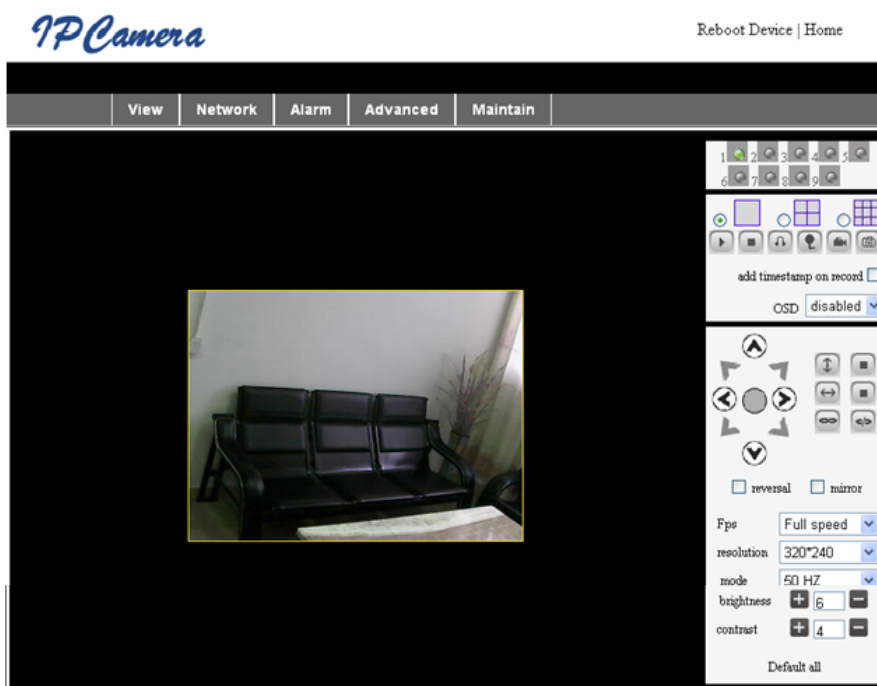 IPCamera
Reboot Device | Home
View Network Alarm Advanced Maintain
1 2 3 4 5
6 7 8 9
add timestamp on record
OSD disabled
reversal mirror
Fps Full speed
resolution 320*240
mode 50 HZ
brightness 6
contrast 4
Default all